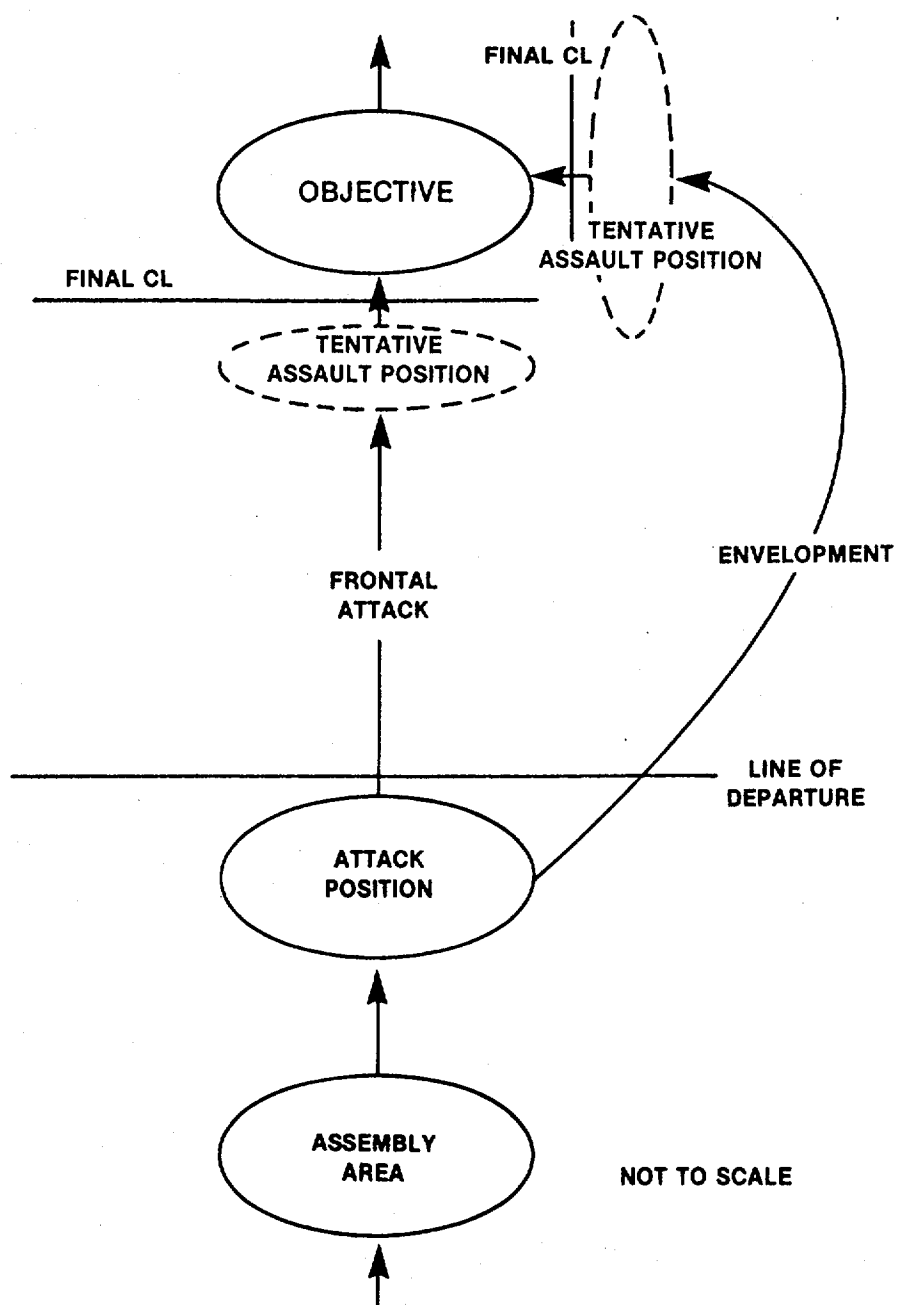 FINAL CL
OBJECTIVE
TENTATIVE
ASSAULT POSITION
FINAL CL
TENTATIVE
ASSAULT POSITION
ENVELOPMENT
FRONTAL
ATTACK
LINE OF
DEPARTURE
ATTACK
POSITION
ASSEMBLY
AREA
NOT TO SCALE